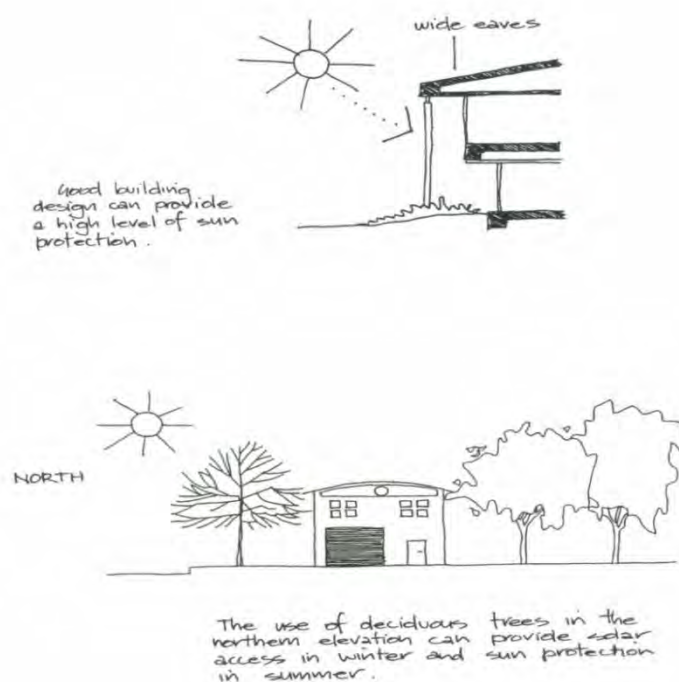 wide eaves
Good building
design can provide
a high level of sun
protection.
NORTH
The use of deciduous trees in the
northern elevation can provide solar
access in winter and sun protection
in summer.